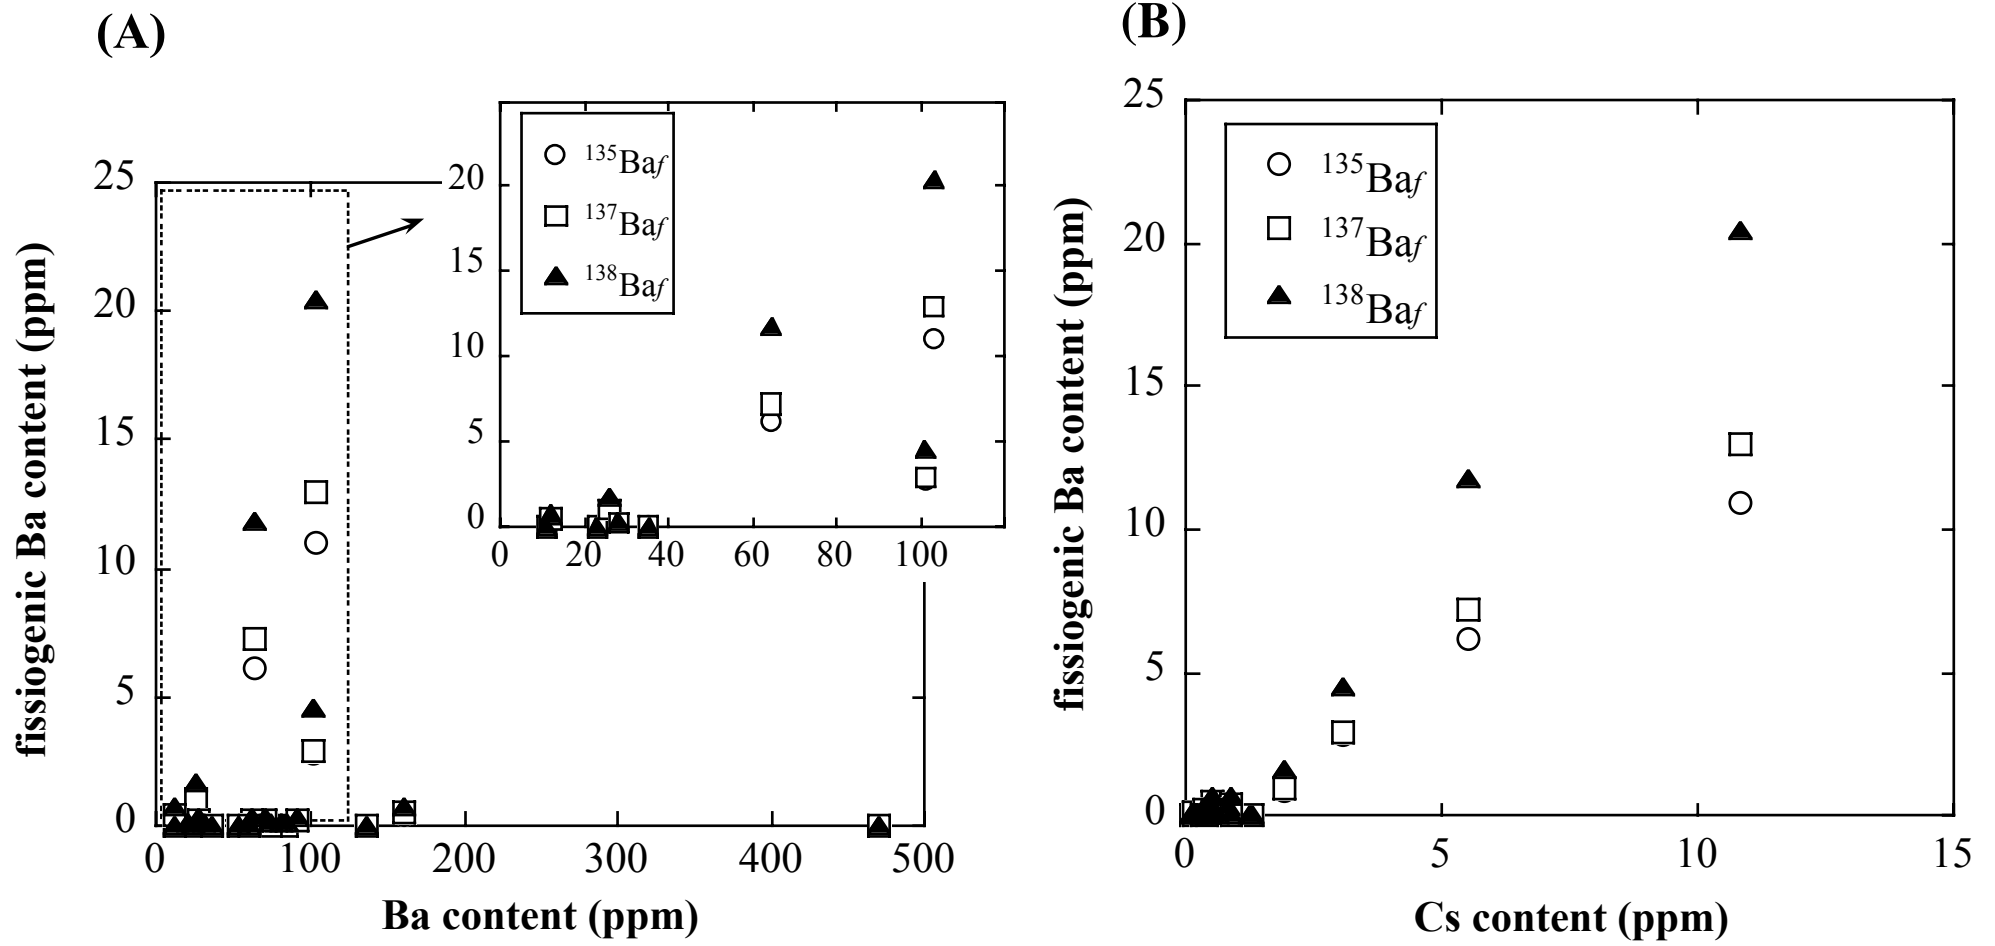 (A)
fissiogenic Ba content (ppm)
25
20
15
10
5
0
0 100 200 300 400 500
Ba content (ppm)
20
15
10
5
0
0 20 40 60 80 100
135Baf
137Baf
138Baf
(B)
fissiogenic Ba content (ppm)
25
20
15
10
5
0
0 5 10 15
Cs content (ppm)
135Baf
137Baf
138Baf